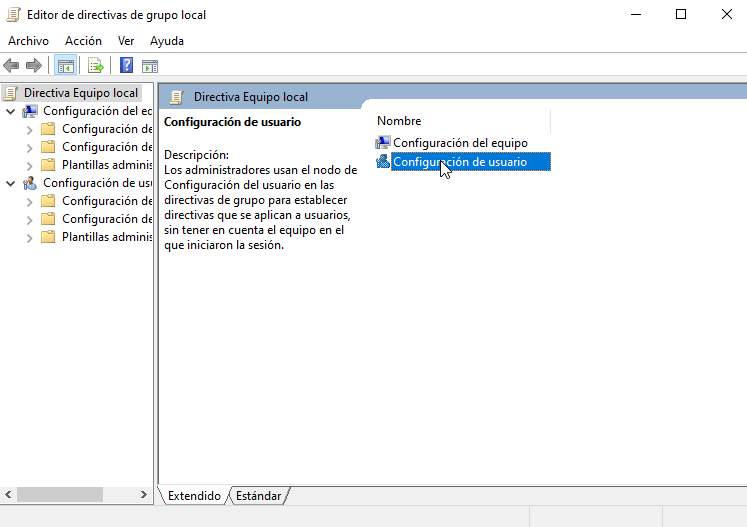 Editor de directivas de grupo local
Archivo Acción Ver Ayuda
Directiva Equipo local
Configuración del ec
Configuración de
Configuración de
Plantillas adminis
Configuración de usu
Configuración de
Configuración de
Plantillas adminis
Directiva Equipo local
Configuración de usuario
Descripción:
Los administradores usan el nodo de
Configuración del usuario en las
directivas de grupo para establecer
directivas que se aplican a usuarios,
sin tener en cuenta el equipo en el
que iniciaron la sesión.
Nombre
Configuración del equipo
Configuración de usuario
Extendido Estándar